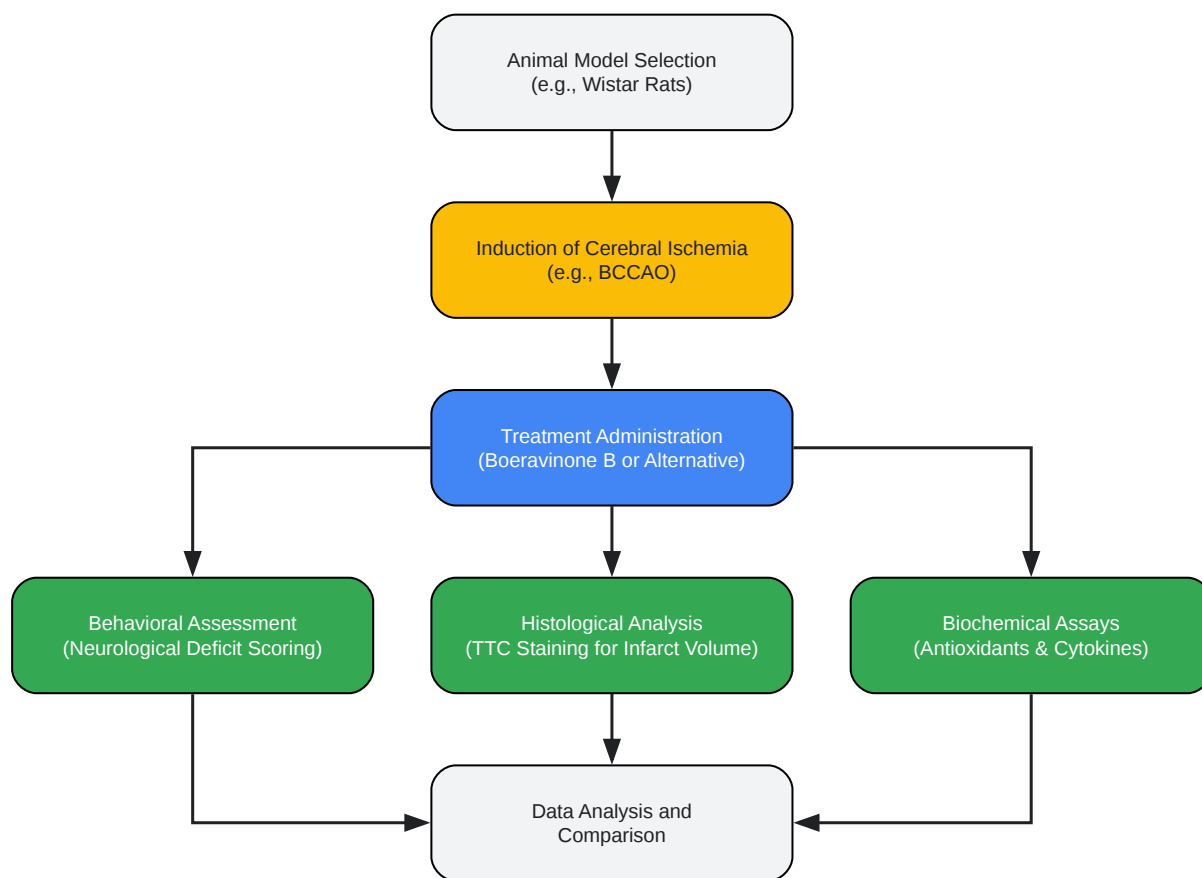 Animal Model Selection
(e.g., Wistar Rats)
Induction of Cerebral Ischemia
(e.g., BCCAO)
Treatment Administration
(Boeravinone B or Alternative)
Behavioral Assessment
(Neurological Deficit Scoring)
Histological Analysis
(TTC Staining for Infarct Volume)
Biochemical Assays
(Antioxidants & Cytokines)
Data Analysis and
Comparison